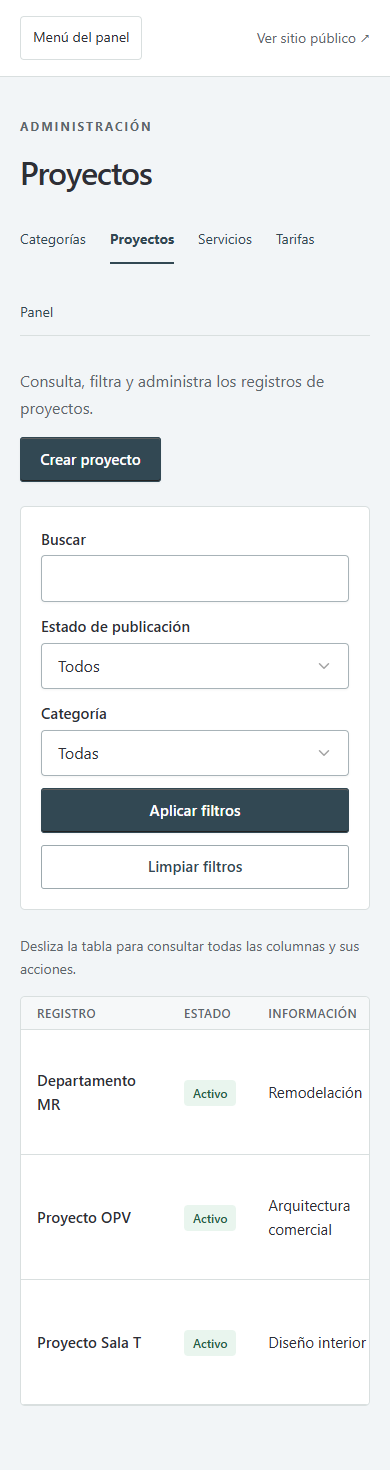 Menú del panel
Ver sitio público ↗
ADMINISTRACIÓN
Proyectos
Categorías Proyectos Servicios Tarifas
Panel
Consulta, filtra y administra los registros de
proyectos.
Crear proyecto
Buscar
Estado de publicación
Todos
Categoría
Todas
Aplicar filtros
Limpiar filtros
Desliza la tabla para consultar todas las columnas y sus
acciones.
REGISTRO ESTADO INFORMACIÓN
Departamento
MR
Activo
Remodelación
Proyecto OPV
Activo
Arquitectura
comercial
Proyecto Sala T
Activo
Diseño interior